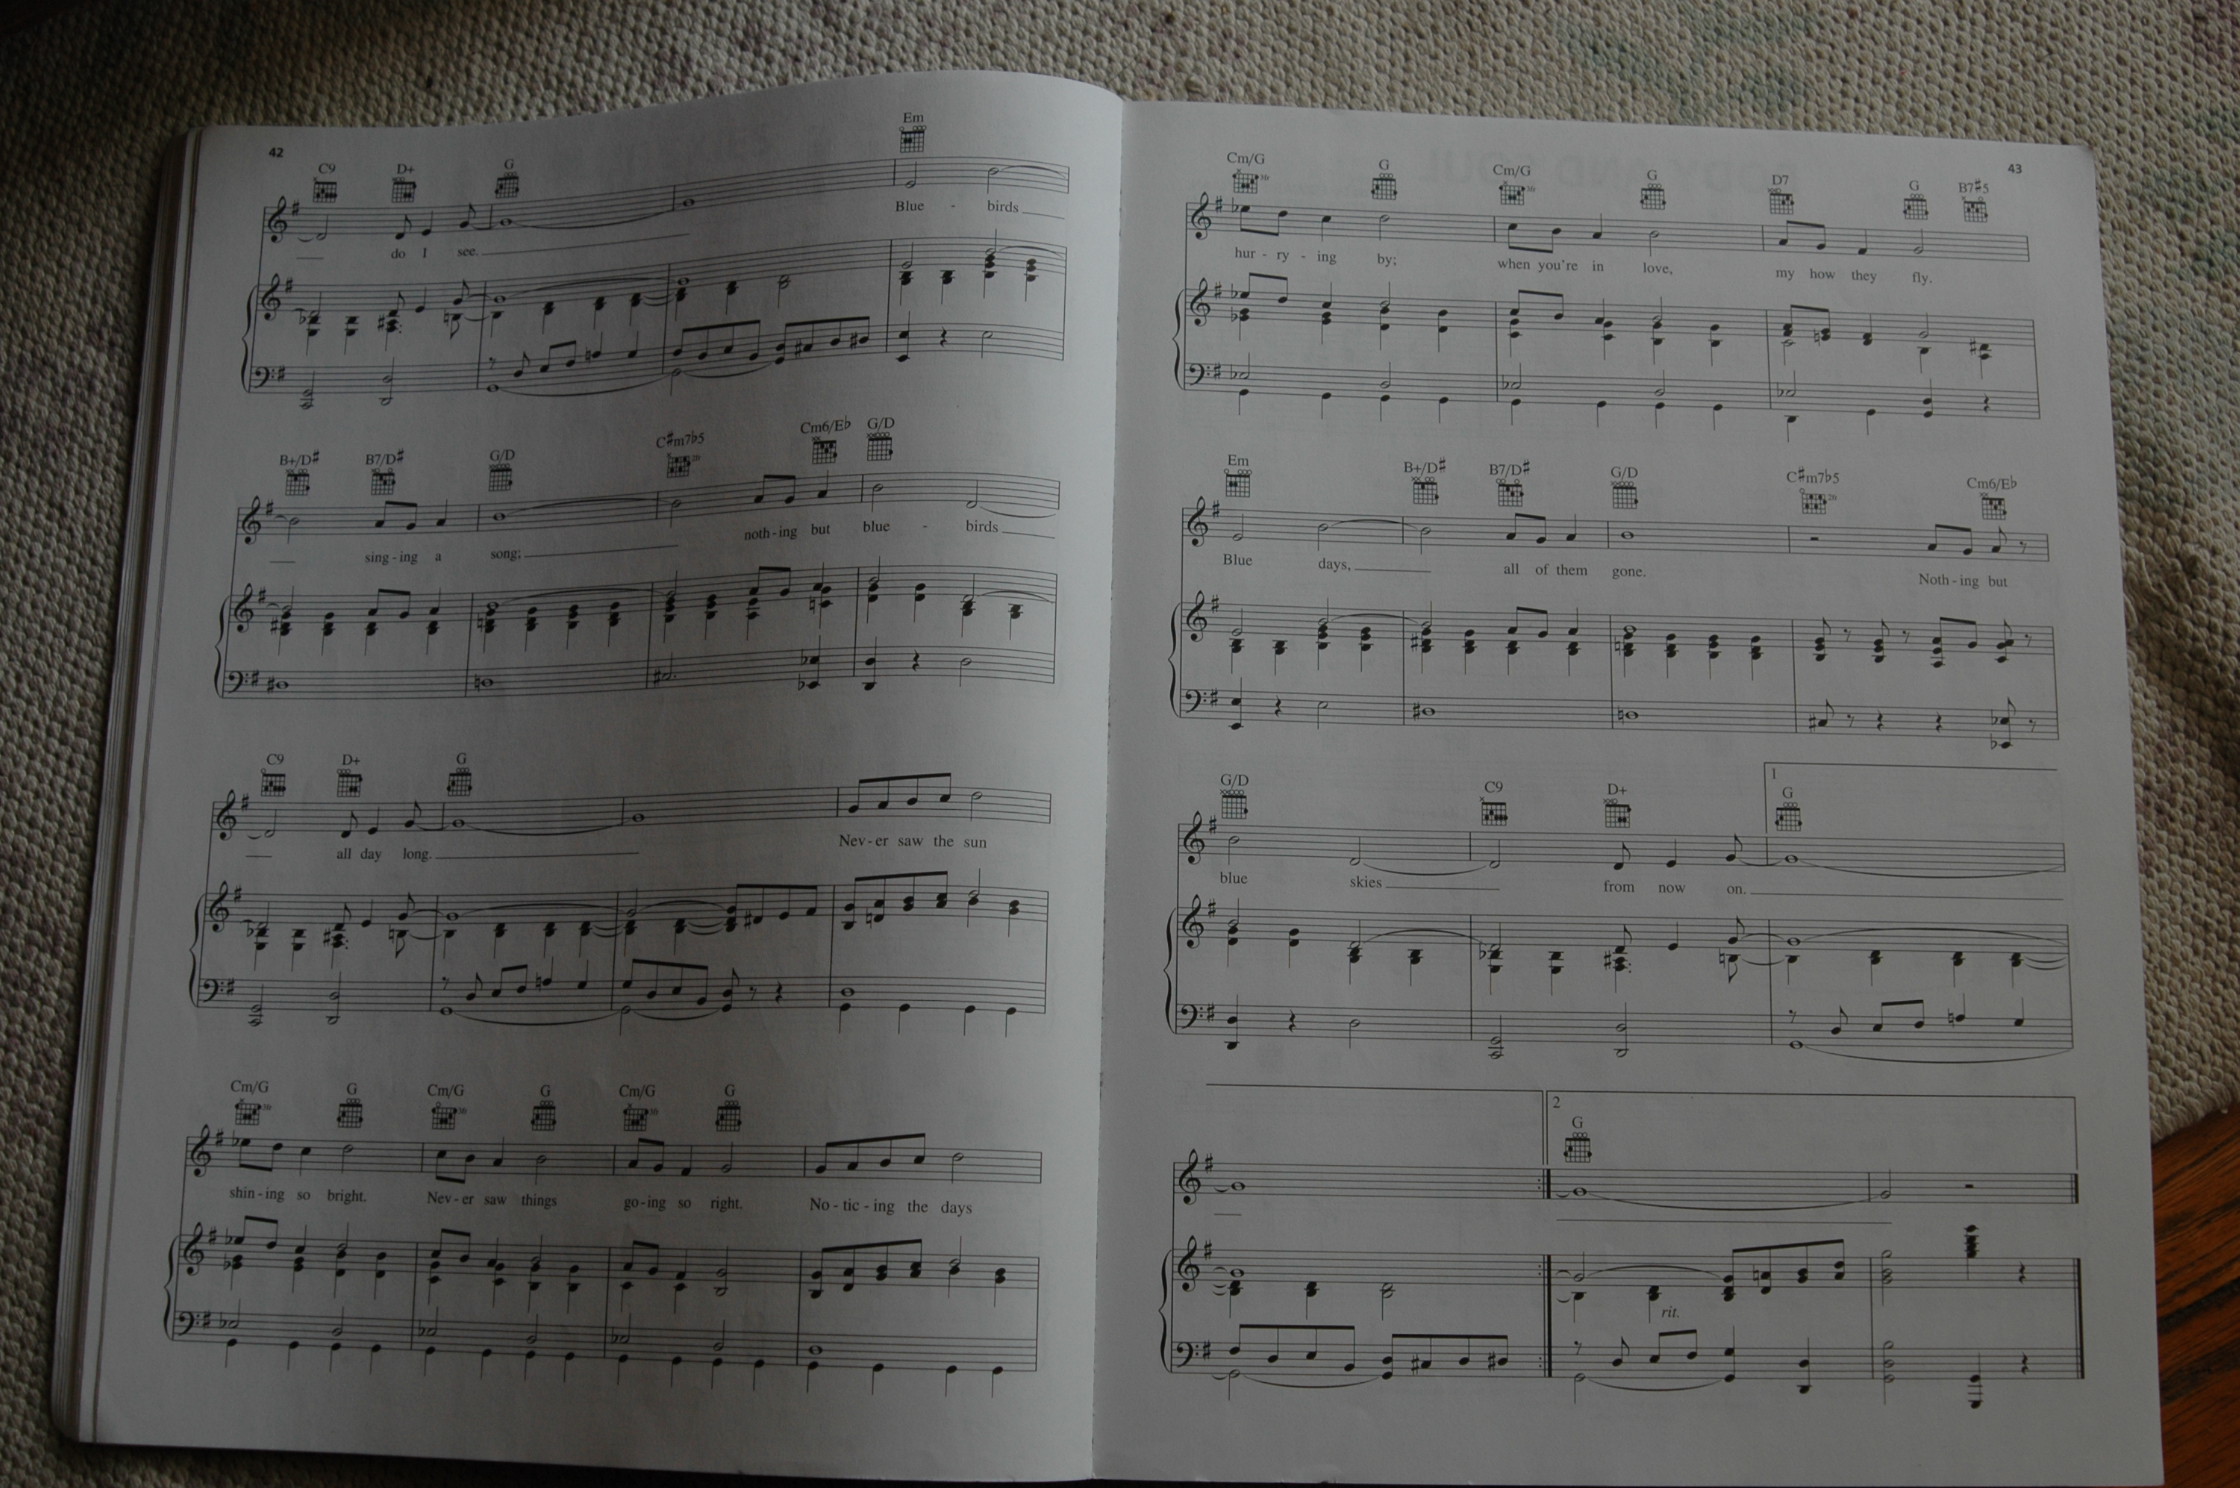 42
Em
C9 D+ G
Blue - birds
do I see.
B+/D♯ B7/D♯ G/D C♯m7♭5 Cm6/E♭ G/D
sing - ing a song; noth - ing but blue - birds
C9 D+ G
all day long. Nev - er saw the sun
Cm/G G Cm/G G Cm/G G
shin - ing so bright. Nev - er saw things go - ing so right. No - tic - ing the days
43
Cm/G G Cm/G G D7 G B7♯5
hur - ry - ing by; when you're in love, my how they fly.
Em B+/D♯ B7/D♯ G/D C♯m7♭5 Cm6/E♭
Blue days, all of them gone. Noth - ing but
1
G/D C9 D+ G
blue skies from now on.
2
G
rit.